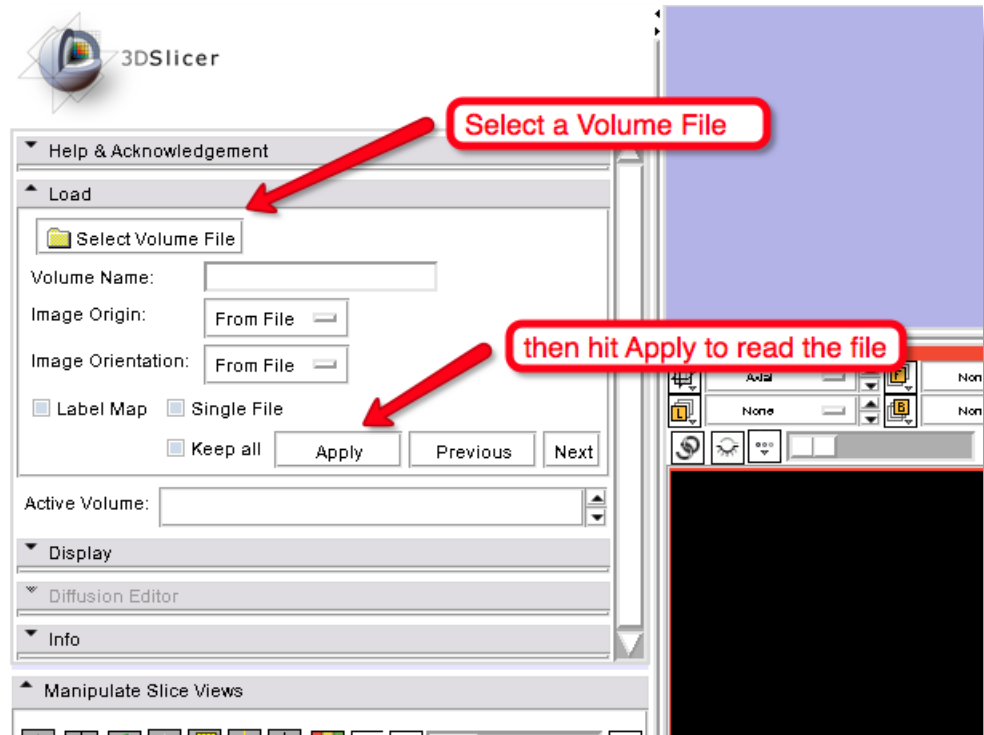 3DSlicer
Select a Volume File
Help & Acknowledgement
Load
Select Volume File
Volume Name:
Image Origin: From File
then hit Apply to read the file
Image Orientation: From File
Axial F Non
Label Map Single File
L None B Non
Keep all Apply Previous Next
Active Volume:
Display
Diffusion Editor
Info
Manipulate Slice Views